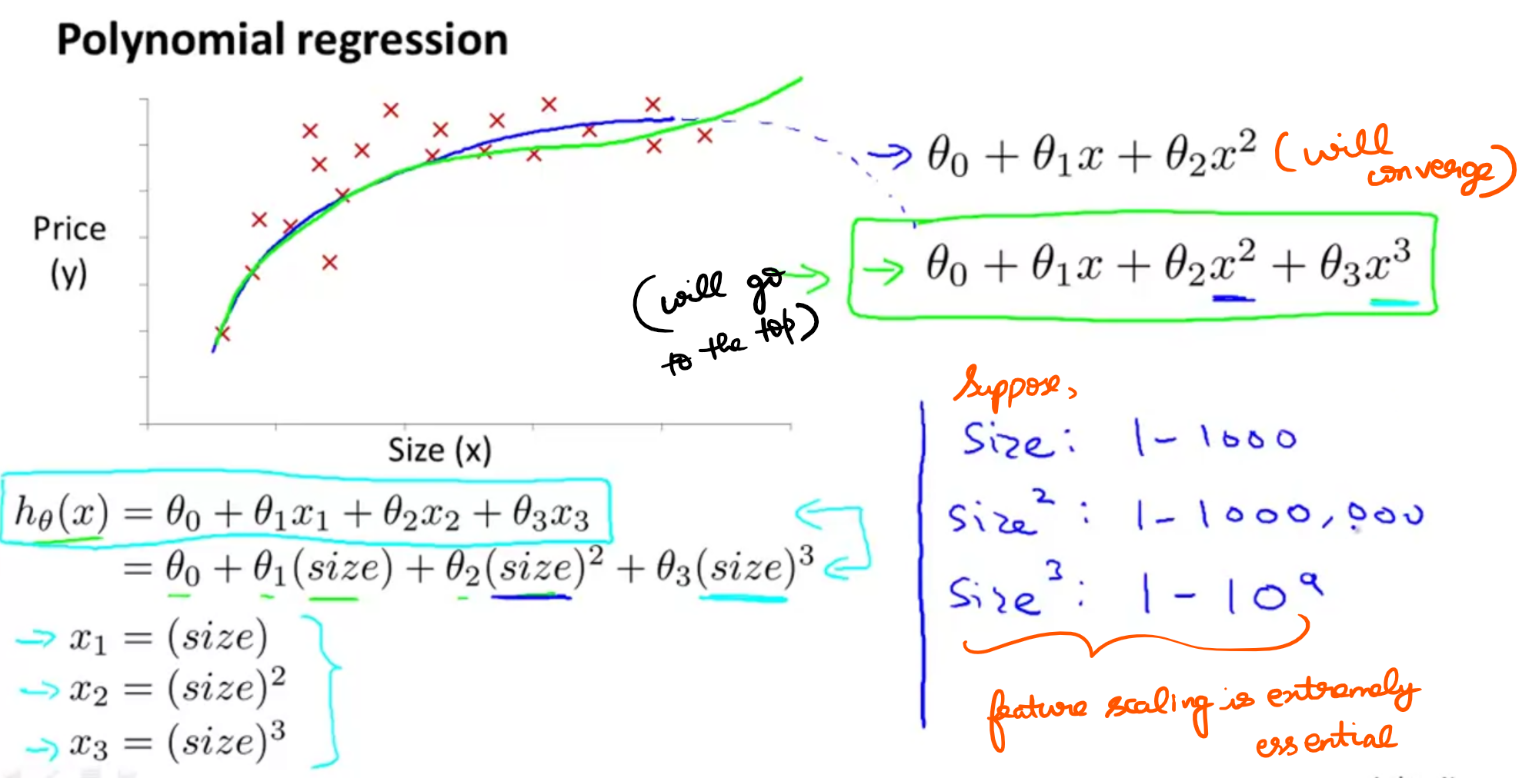 Polynomial regression
Price
(y)
Size (x)
θ₀ + θ₁x + θ₂x² (will
converge)
θ₀ + θ₁x + θ₂x² + θ₃x³
(will go
to the top)
h_θ(x) = θ₀ + θ₁x₁ + θ₂x₂ + θ₃x₃
= θ₀ + θ₁(size) + θ₂(size)² + θ₃(size)³
x₁ = (size)
x₂ = (size)²
x₃ = (size)³
Suppose,
Size: 1-1000
Size²: 1-1000,000
Size³: 1-10⁹
feature scaling is extremely
essential